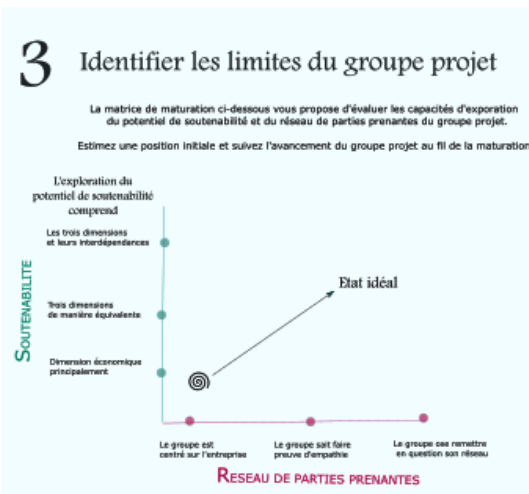 3 Identifier les limites du groupe projet
La matrice de maturation ci-dessous vous propose d'évaluer les capacités d'exporation
du potentiel de soutenabilité et du réseau de parties prenantes du groupe projet.
Estimez une position initiale et suivez l'avancement du groupe projet au fil de la maturation
L'exploration du
potentiel de soutenabilité
comprend
Les trois dimensions
et leurs interdépendances
Trois dimensions
de manière équivalente
Dimension économique
principalement
SOUTENABILITE
Etat idéal
Le groupe est
centré sur l'entreprise
Le groupe sait faire
preuve d'empathie
Le groupe ose remettre
en question son réseau
RESEAU DE PARTIES PRENANTES